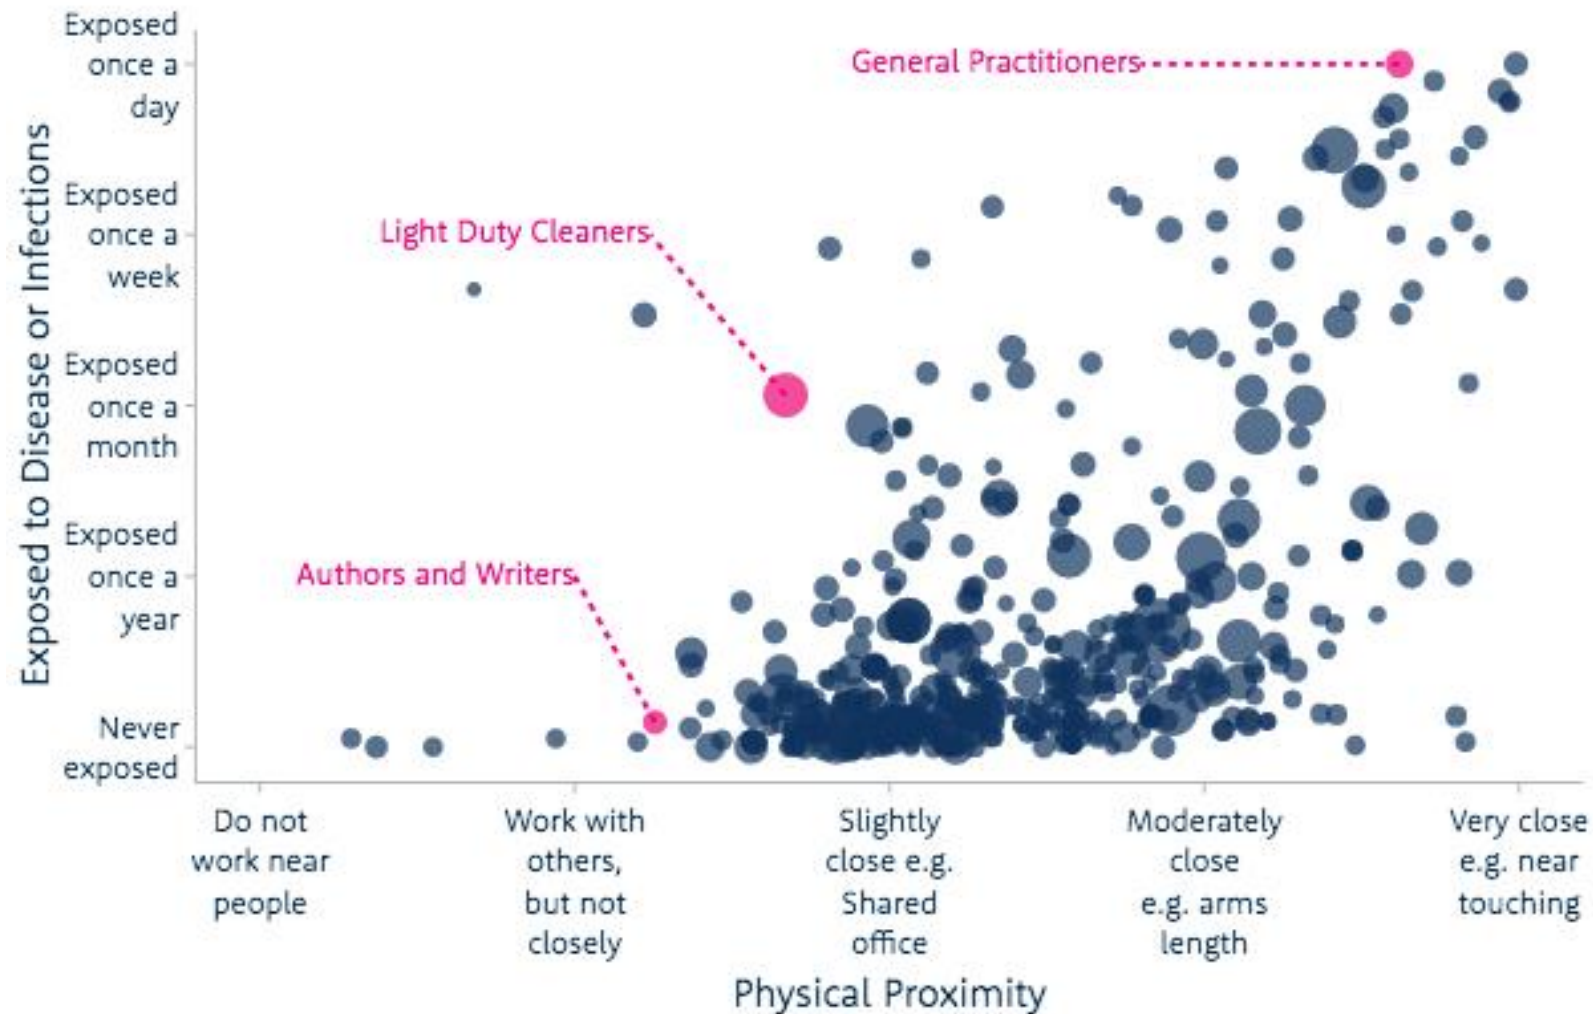 Exposed
once a
day
General Practitioners
Exposed
once a
week
Light Duty Cleaners
Exposed
once a
month
Exposed
once a
year
Authors and Writers
Never
exposed
Exposed to Disease or Infections
Do not
work near
people
Work with
others,
but not
closely
Slightly
close e.g.
Shared
office
Moderately
close
e.g. arms
length
Very close
e.g. near
touching
Physical Proximity